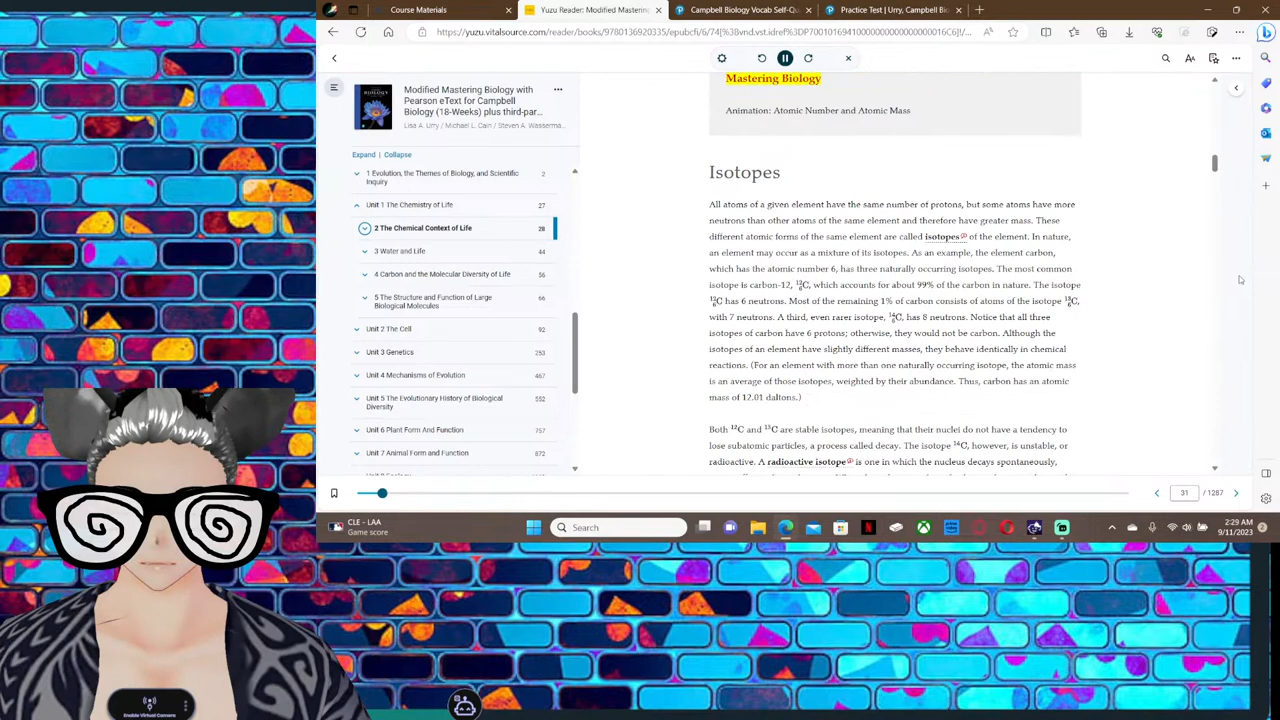 Course Materials
Yuzu Reader: Modified Mastering
Campbell Biology Vocab Self-Qu
Practice Test | Urry, Campbell Bi
https://yuzu.vitalsource.com/reader/books/9780136920335/epubcfi/6/74[%3Bvnd.vst.idref%3DP70010169410000000000000000016C6]!/...
Modified Mastering Biology with
Pearson eText for Campbell
Biology (18-Weeks) plus third-par...
Lisa A. Urry / Michael L. Cain / Steven A. Wasserma...
Expand | Collapse
1 Evolution, the Themes of Biology, and Scientific
Inquiry 2
Unit 1 The Chemistry of Life 27
2 The Chemical Context of Life 28
3 Water and Life 44
4 Carbon and the Molecular Diversity of Life 56
5 The Structure and Function of Large
Biological Molecules 66
Unit 2 The Cell 92
Unit 3 Genetics 253
Unit 4 Mechanisms of Evolution 467
Unit 5 The Evolutionary History of Biological
Diversity 552
Unit 6 Plant Form And Function 757
Unit 7 Animal Form and Function 872
Mastering Biology
Animation: Atomic Number and Atomic Mass
Isotopes
All atoms of a given element have the same number of protons, but some atoms have more
neutrons than other atoms of the same element and therefore have greater mass. These
different atomic forms of the same element are called isotopes of the element. In nature,
an element may occur as a mixture of its isotopes. As an example, the element carbon,
which has the atomic number 6, has three naturally occurring isotopes. The most common
isotope is carbon-12, ¹²₆C, which accounts for about 99% of the carbon in nature. The isotope
¹²₆C has 6 neutrons. Most of the remaining 1% of carbon consists of atoms of the isotope ¹³₆C,
with 7 neutrons. A third, even rarer isotope, ¹⁴₆C, has 8 neutrons. Notice that all three
isotopes of carbon have 6 protons; otherwise, they would not be carbon. Although the
isotopes of an element have slightly different masses, they behave identically in chemical
reactions. (For an element with more than one naturally occurring isotope, the atomic mass
is an average of those isotopes, weighted by their abundance. Thus, carbon has an atomic
mass of 12.01 daltons.)
Both ¹²C and ¹³C are stable isotopes, meaning that their nuclei do not have a tendency to
lose subatomic particles, a process called decay. The isotope ¹⁴C, however, is unstable, or
radioactive. A radioactive isotope is one in which the nucleus decays spontaneously,
31 / 1287
CLE - LAA
Game score
Search
2:29 AM
9/11/2023
Enable Virtual Camera